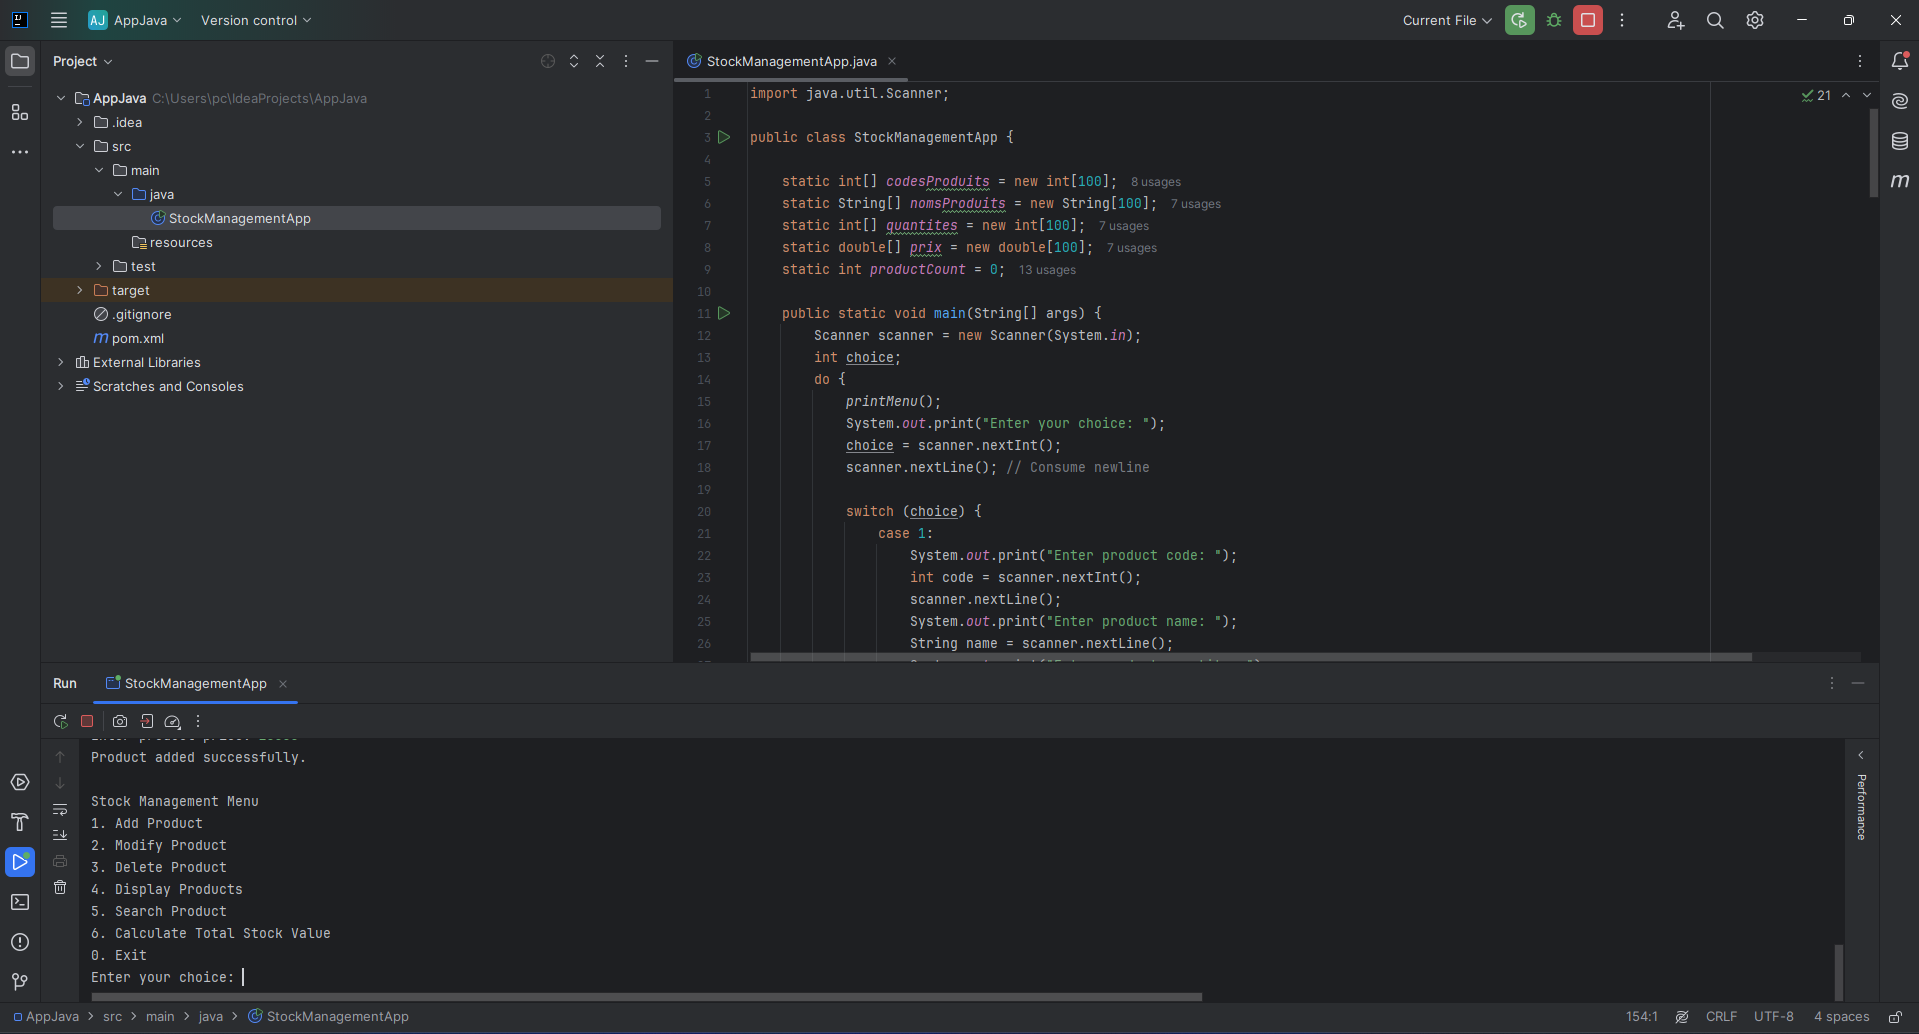 AJ AppJava Version control Current File
Project
StockManagementApp.java
AppJava C:\Users\pc\IdeaProjects\AppJava
.idea
src
main
java
StockManagementApp
resources
test
target
.gitignore
m pom.xml
External Libraries
Scratches and Consoles
21
m
1 import java.util.Scanner;
2
3 public class StockManagementApp {
4
5 static int[] codesProduits = new int[100]; 8 usages
6 static String[] nomsProduits = new String[100]; 7 usages
7 static int[] quantites = new int[100]; 7 usages
8 static double[] prix = new double[100]; 7 usages
9 static int productCount = 0; 13 usages
10
11 public static void main(String[] args) {
12 Scanner scanner = new Scanner(System.in);
13 int choice;
14 do {
15 printMenu();
16 System.out.print("Enter your choice: ");
17 choice = scanner.nextInt();
18 scanner.nextLine(); // Consume newline
19
20 switch (choice) {
21 case 1:
22 System.out.print("Enter product code: ");
23 int code = scanner.nextInt();
24 scanner.nextLine();
25 System.out.print("Enter product name: ");
26 String name = scanner.nextLine();
Run StockManagementApp
Product added successfully.
Stock Management Menu
1. Add Product
2. Modify Product
3. Delete Product
4. Display Products
5. Search Product
6. Calculate Total Stock Value
0. Exit
Enter your choice:
Performance
AppJava > src > main > java > StockManagementApp
154:1 CRLF UTF-8 4 spaces